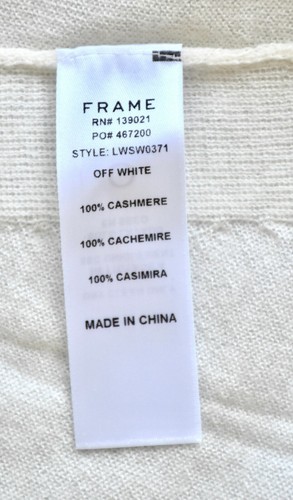 FRAME
RN# 139021
PO# 467200
STYLE: LWSW0371
OFF WHITE
100% CASHMERE
100% CACHEMIRE
100% CASIMIRA
MADE IN CHINA